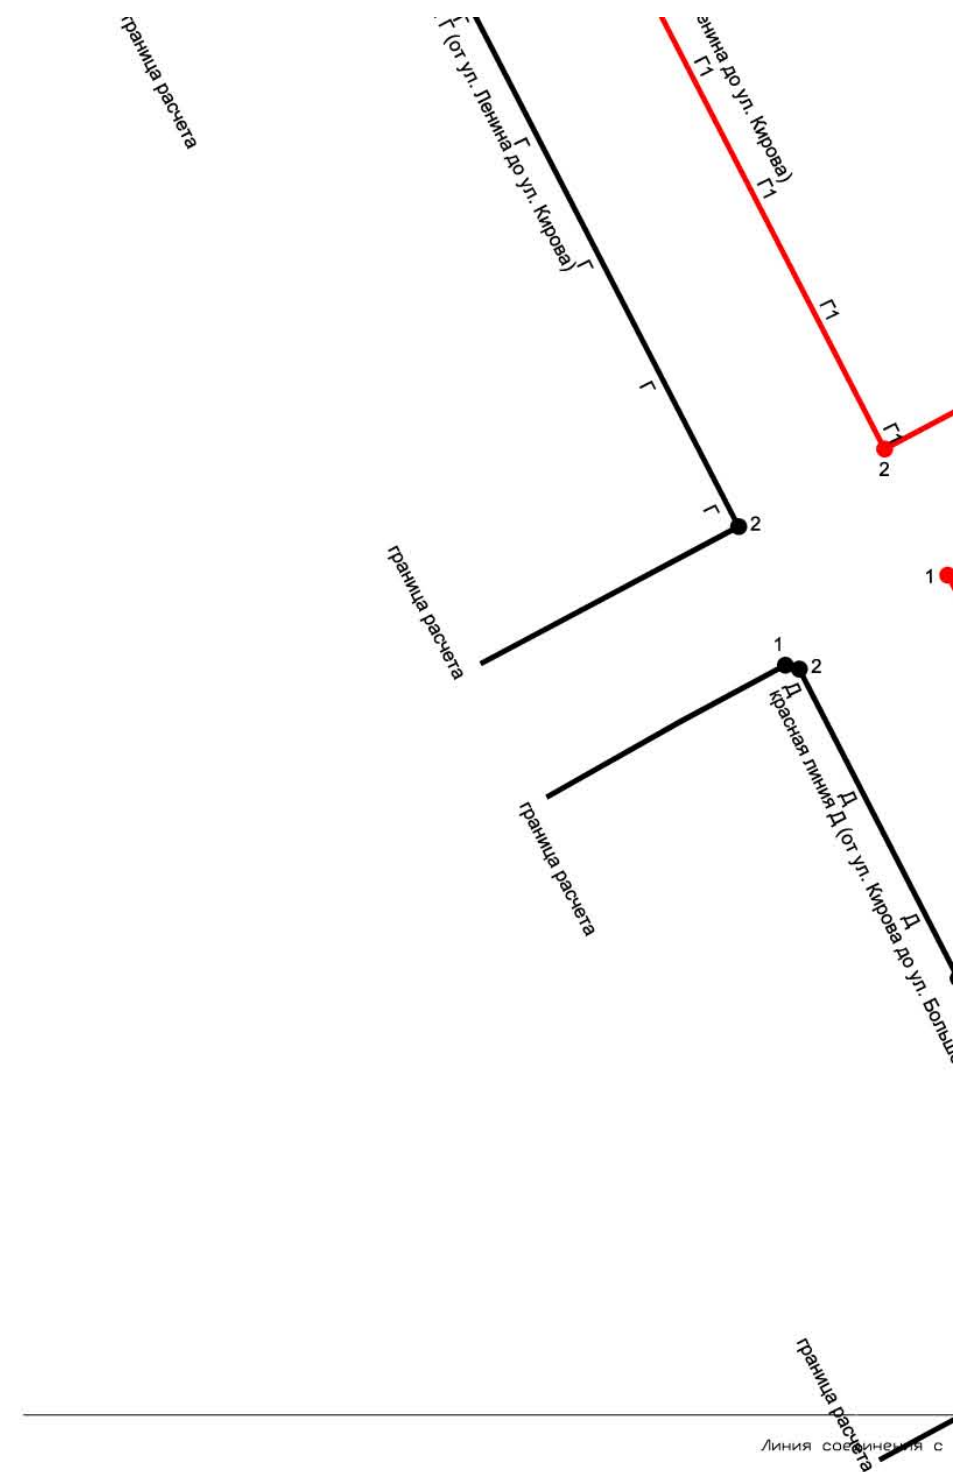 граница расчета
Г (от ул. Ленина до ул. Кирова)
до ул. Кирова)
Г1
Г1
Г1
Г1
Г
Г
Г
Г
2
2
граница расчета
1
1
2
Д
красная линия Д (от ул. Кирова до ул.
Д
Д
граница расчета
граница расчета
Линия соединения с